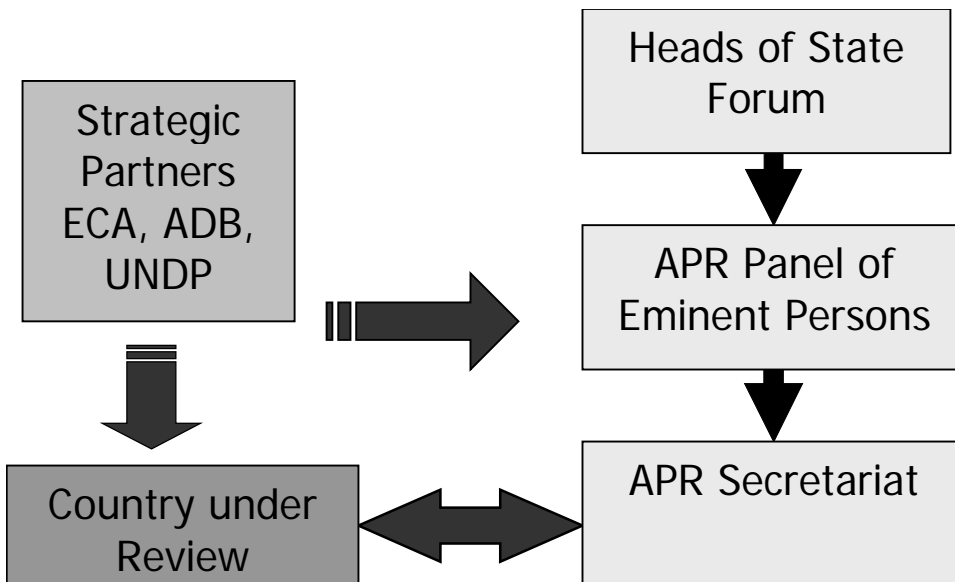 Heads of State
Forum
Strategic
Partners
ECA, ADB,
UNDP
APR Panel of
Eminent Persons
APR Secretariat
Country under
Review